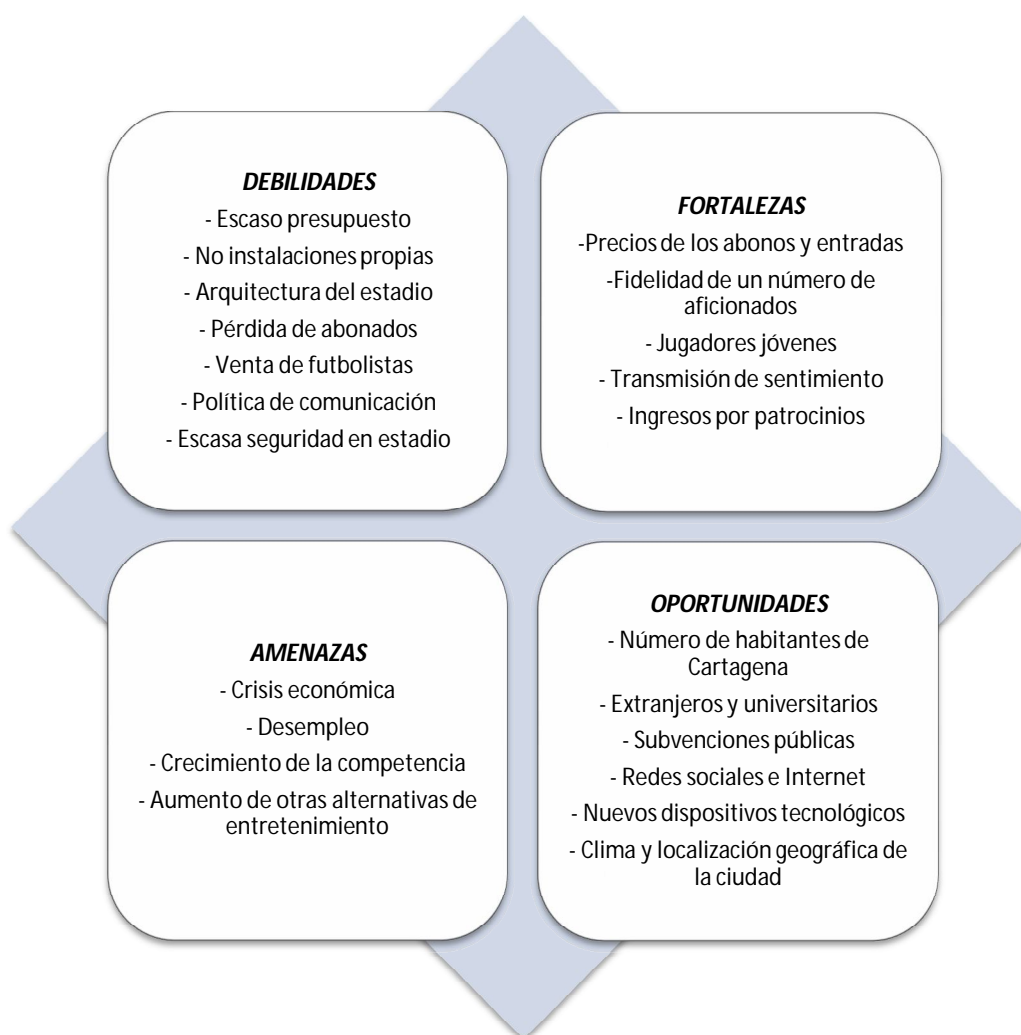 DEBILIDADES
- Escaso presupuesto
- No instalaciones propias
- Arquitectura del estadio
- Pérdida de abonados
- Venta de futbolistas
- Política de comunicación
- Escasa seguridad en estadio
FORTALEZAS
-Precios de los abonos y entradas
-Fidelidad de un número de
aficionados
- Jugadores jóvenes
- Transmisión de sentimiento
- Ingresos por patrocinios
AMENAZAS
- Crisis económica
- Desempleo
- Crecimiento de la competencia
- Aumento de otras alternativas de
entretenimiento
OPORTUNIDADES
- Número de habitantes de
Cartagena
- Extranjeros y universitarios
- Subvenciones públicas
- Redes sociales e Internet
- Nuevos dispositivos tecnológicos
- Clima y localización geográfica de
la ciudad